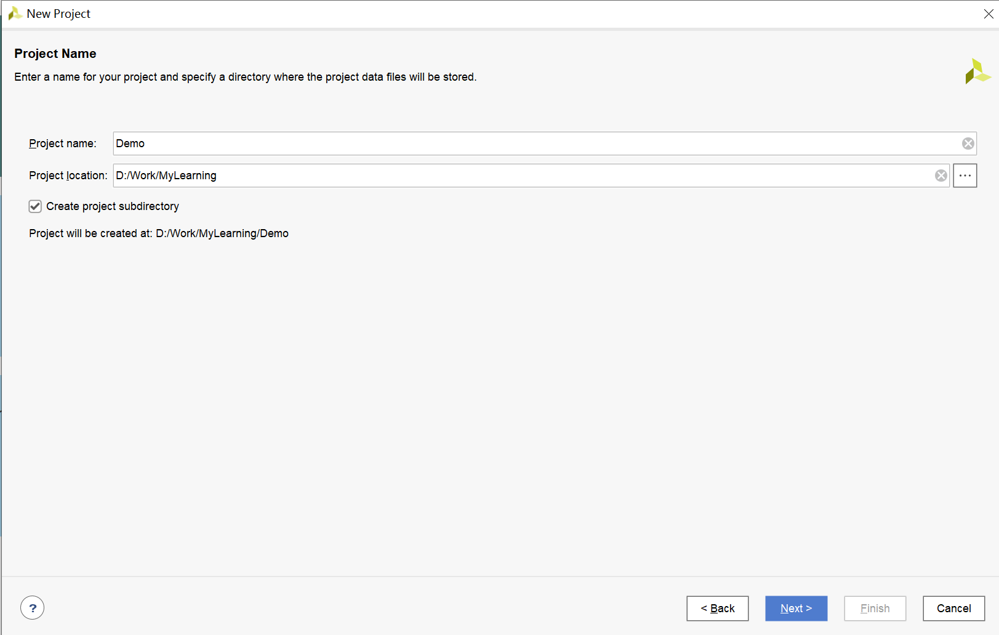 New Project
Project Name
Enter a name for your project and specify a directory where the project data files will be stored.
Project name: Demo
Project location: D:/Work/MyLearning ...
Create project subdirectory
Project will be created at: D:/Work/MyLearning/Demo
? < Back Next > Finish Cancel